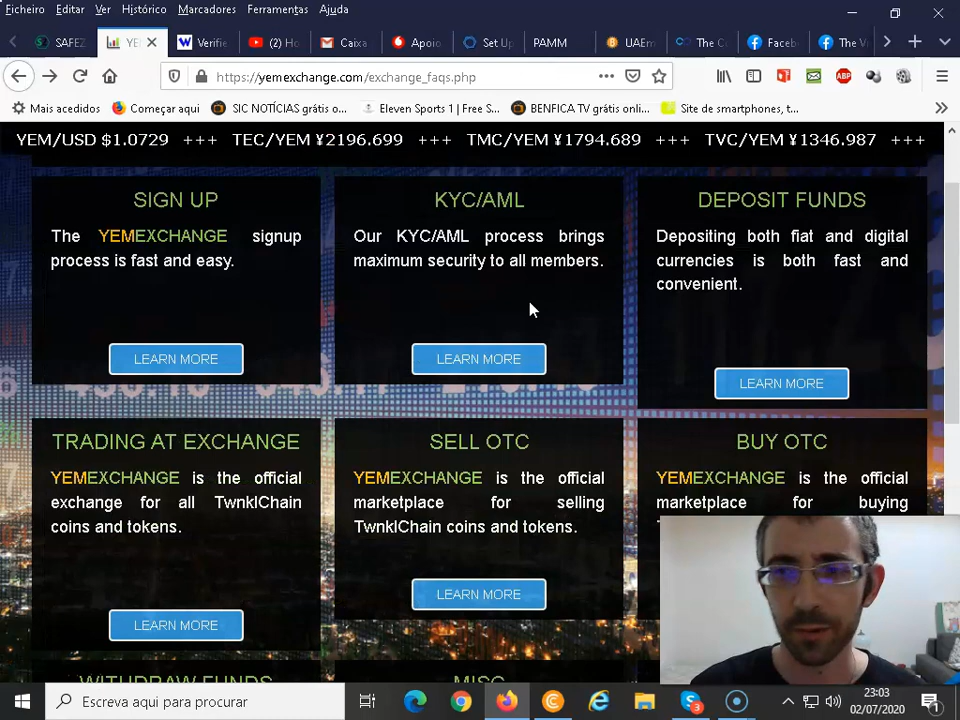 Ficheiro Editar Ver Histórico Marcadores Ferramentas Ajuda
SAFEZ YE Verifie (2) Ho Caixa Apoio Set Up PAMM UAEm The C Faceb The V
https://yemexchange.com/exchange_faqs.php
Mais acedidos Começar aqui SIC NOTÍCIAS grátis o... Eleven Sports 1 | Free S... BENFICA TV grátis onli... Site de smartphones, t...
YEM/USD $1.0729 +++ TEC/YEM ¥2196.699 +++ TMC/YEM ¥1794.689 +++ TVC/YEM ¥1346.987 +++
SIGN UP
The YEMEXCHANGE signup
process is fast and easy.
LEARN MORE
KYC/AML
Our KYC/AML process brings
maximum security to all members.
LEARN MORE
DEPOSIT FUNDS
Depositing both fiat and digital
currencies is both fast and
convenient.
LEARN MORE
TRADING AT EXCHANGE
YEMEXCHANGE is the official
exchange for all TwnklChain
coins and tokens.
LEARN MORE
SELL OTC
YEMEXCHANGE is the official
marketplace for selling
TwnklChain coins and tokens.
LEARN MORE
BUY OTC
YEMEXCHANGE is the official
marketplace for buying
WITHDRAW FUNDS
MISC
Escreva aqui para procurar
23:03
02/07/2020